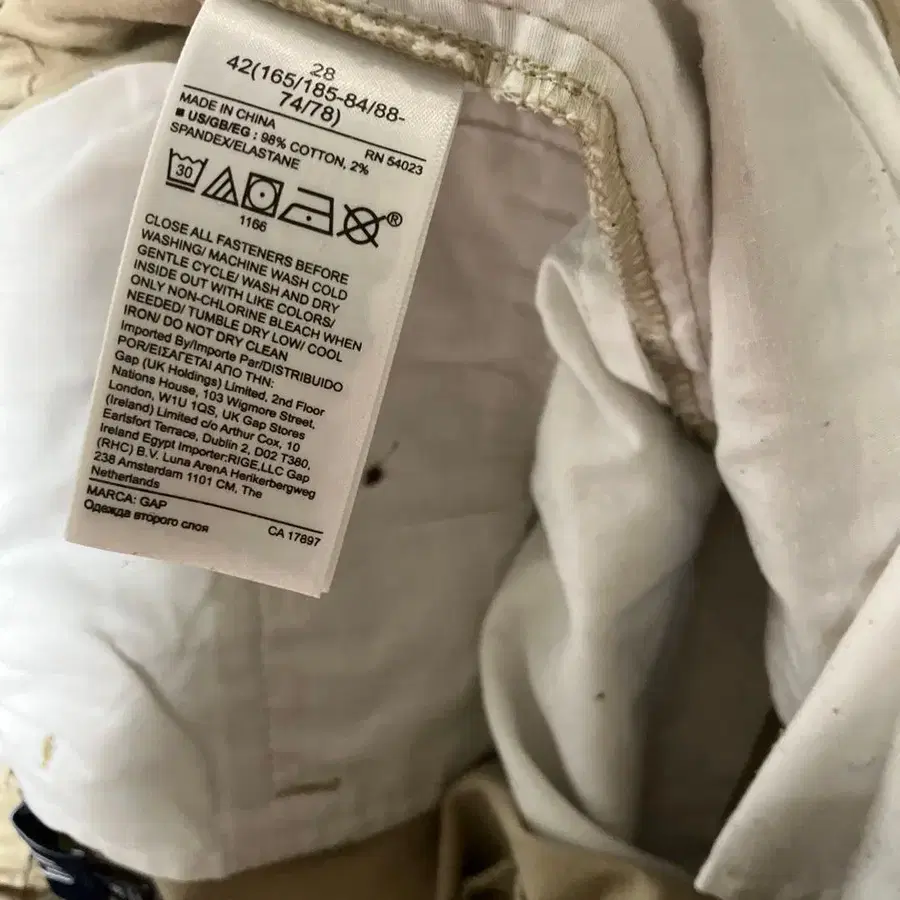 28
42(165/185-84/88-
74/78)
MADE IN CHINA
RN 54023
■ US/GB/EG : 98% COTTON, 2%
SPANDEX/ELASTANE
30
1166
®
CLOSE ALL FASTENERS BEFORE
WASHING/ MACHINE WASH COLD
GENTLE CYCLE/ WASH AND DRY
INSIDE OUT WITH LIKE COLORS/
ONLY NON-CHLORINE BLEACH WHEN
NEEDED/ TUMBLE DRY LOW/ COOL
IRON/ DO NOT DRY CLEAN
Imported By/Importe Par/DISTRIBUIDO
POR/ΕΙΣΑΓΕΤΑΙ ΑΠΟ ΤΗΝ:
Gap (UK Holdings) Limited, 2nd Floor
Nations House, 103 Wigmore Street,
London, W1U 1QS, UK Gap Stores
(Ireland) Limited c/o Arthur Cox, 10
Earlsfort Terrace, Dublin 2, D02 T380,
Ireland Egypt Importer:RIGE,LLC Gap
(RHC) B.V. Luna ArenA Herikerbergweg
238 Amsterdam 1101 CM, The
Netherlands
MARCA: GAP
Одежда второго слоя
CA 17897